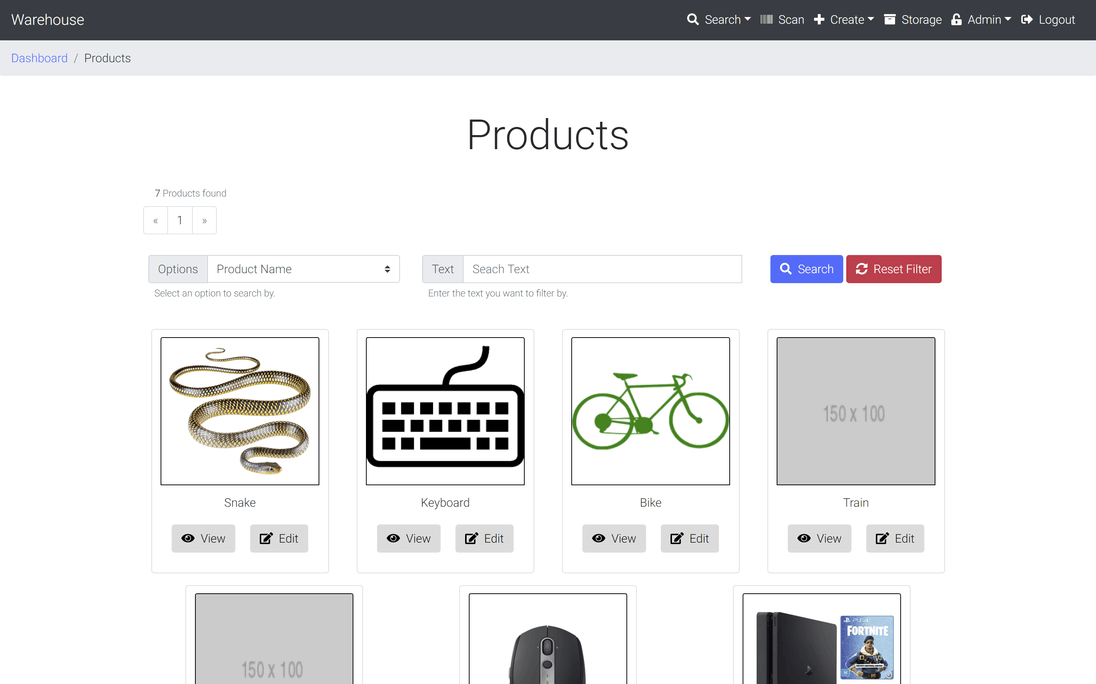 Warehouse
Search Scan Create Storage Admin Logout
Dashboard / Products
Products
7 Products found
« 1 »
Options Product Name Text Seach Text Search Reset Filter
Select an option to search by. Enter the text you want to filter by.
150 x 100
Snake Keyboard Bike Train
View Edit View Edit View Edit View Edit
PS4
FORTNITE
150 x 100